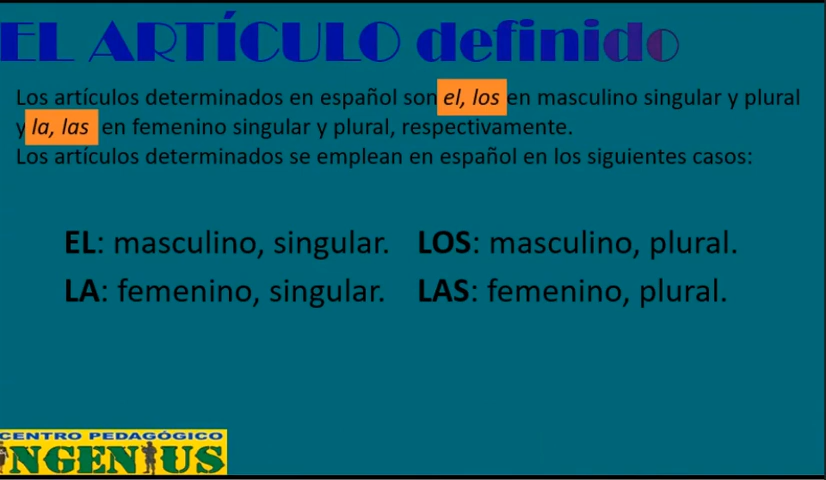 EL ARTÍCULO definido
Los artículos determinados en español son el, los en masculino singular y plural
y la, las en femenino singular y plural, respectivamente.
Los artículos determinados se emplean en español en los siguientes casos:
EL: masculino, singular. LOS: masculino, plural.
LA: femenino, singular. LAS: femenino, plural.
CENTRO PEDAGÓGICO
INGENIUS